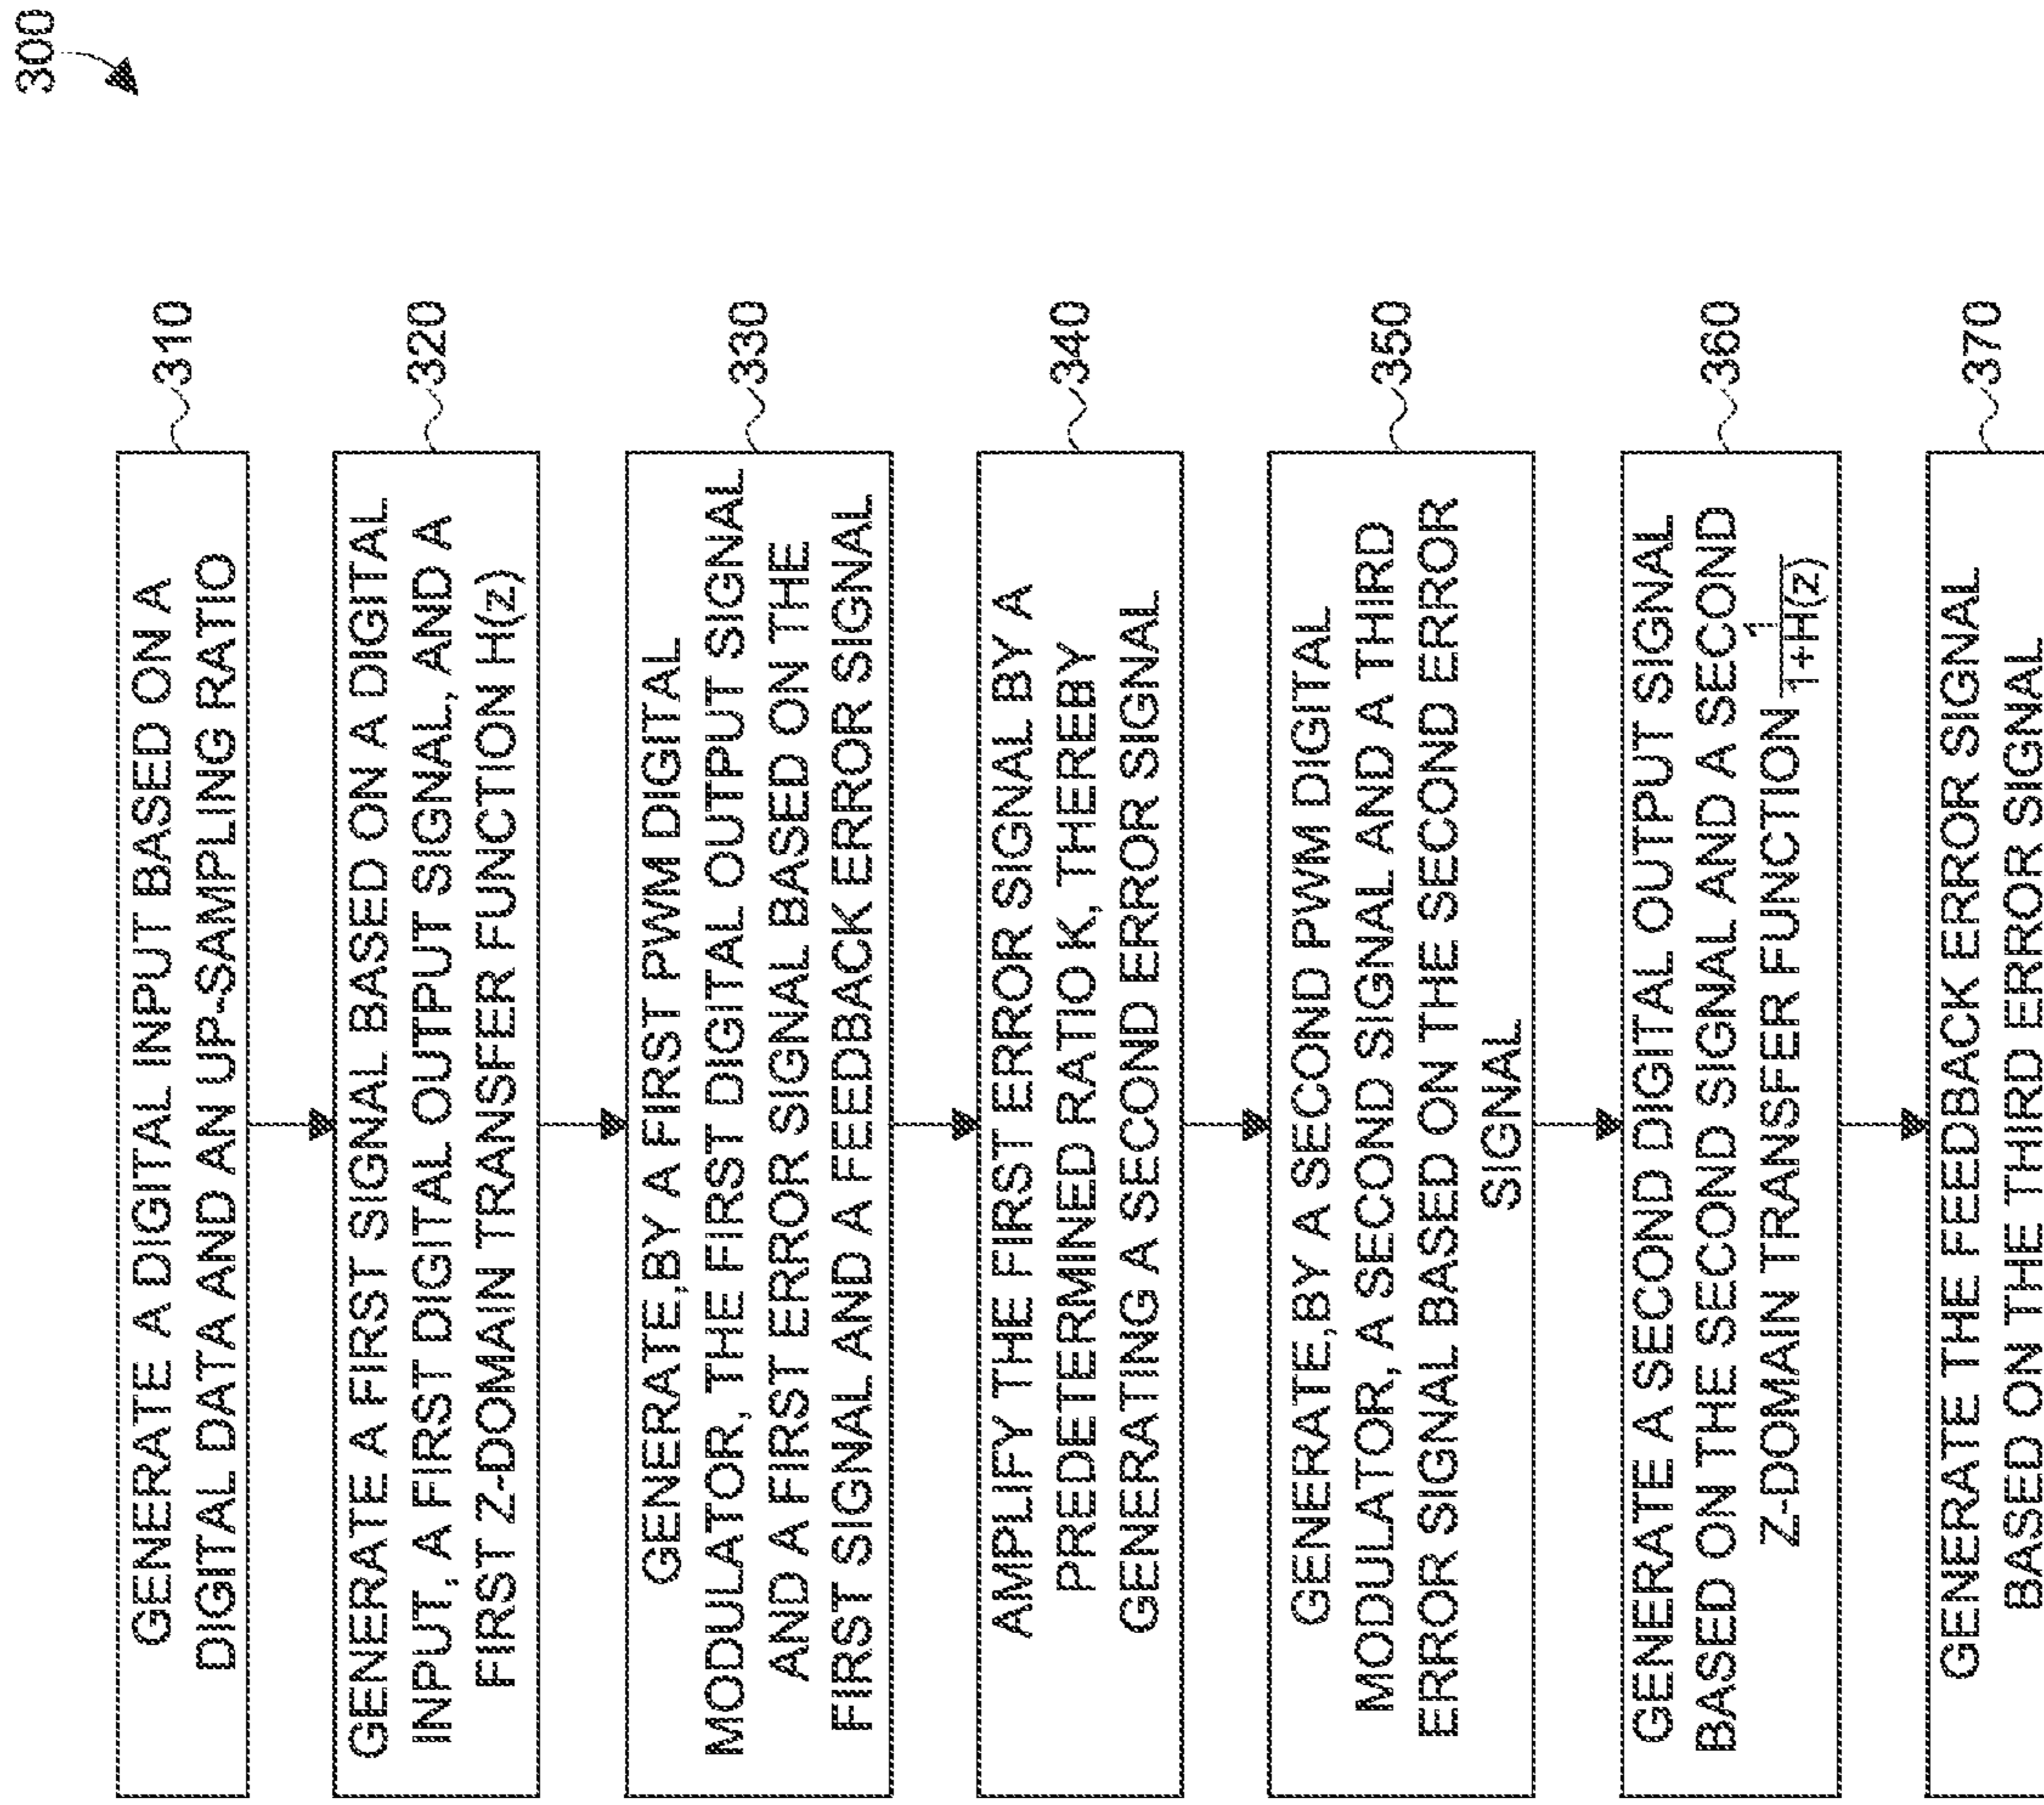 300
GENERATE A DIGITAL INPUT BASED ON A
DIGITAL DATA AND AN UP-SAMPLING RATIO
310
GENERATE A FIRST SIGNAL BASED ON A DIGITAL
INPUT, A FIRST DIGITAL OUTPUT SIGNAL, AND A
FIRST Z-DOMAIN TRANSFER FUNCTION H(z)
320
GENERATE,BY A FIRST PWM DIGITAL
MODULATOR, THE FIRST DIGITAL OUTPUT SIGNAL
AND A FIRST ERROR SIGNAL BASED ON THE
FIRST SIGNAL AND A FEEDBACK ERROR SIGNAL
330
AMPLIFY THE FIRST ERROR SIGNAL BY A
PREDETERMINED RATIO K, THEREBY
GENERATING A SECOND ERROR SIGNAL
340
GENERATE,BY A SECOND PWM DIGITAL
MODULATOR, A SECOND SIGNAL AND A THIRD
ERROR SIGNAL BASED ON THE SECOND ERROR
SIGNAL
350
GENERATE A SECOND DIGITAL OUTPUT SIGNAL
BASED ON THE SECOND SIGNAL AND A SECOND
Z-DOMAIN TRANSFER FUNCTION 1/1+H(z)
360
GENERATE THE FEEDBACK ERROR SIGNAL
BASED ON THE THIRD ERROR SIGNAL
370